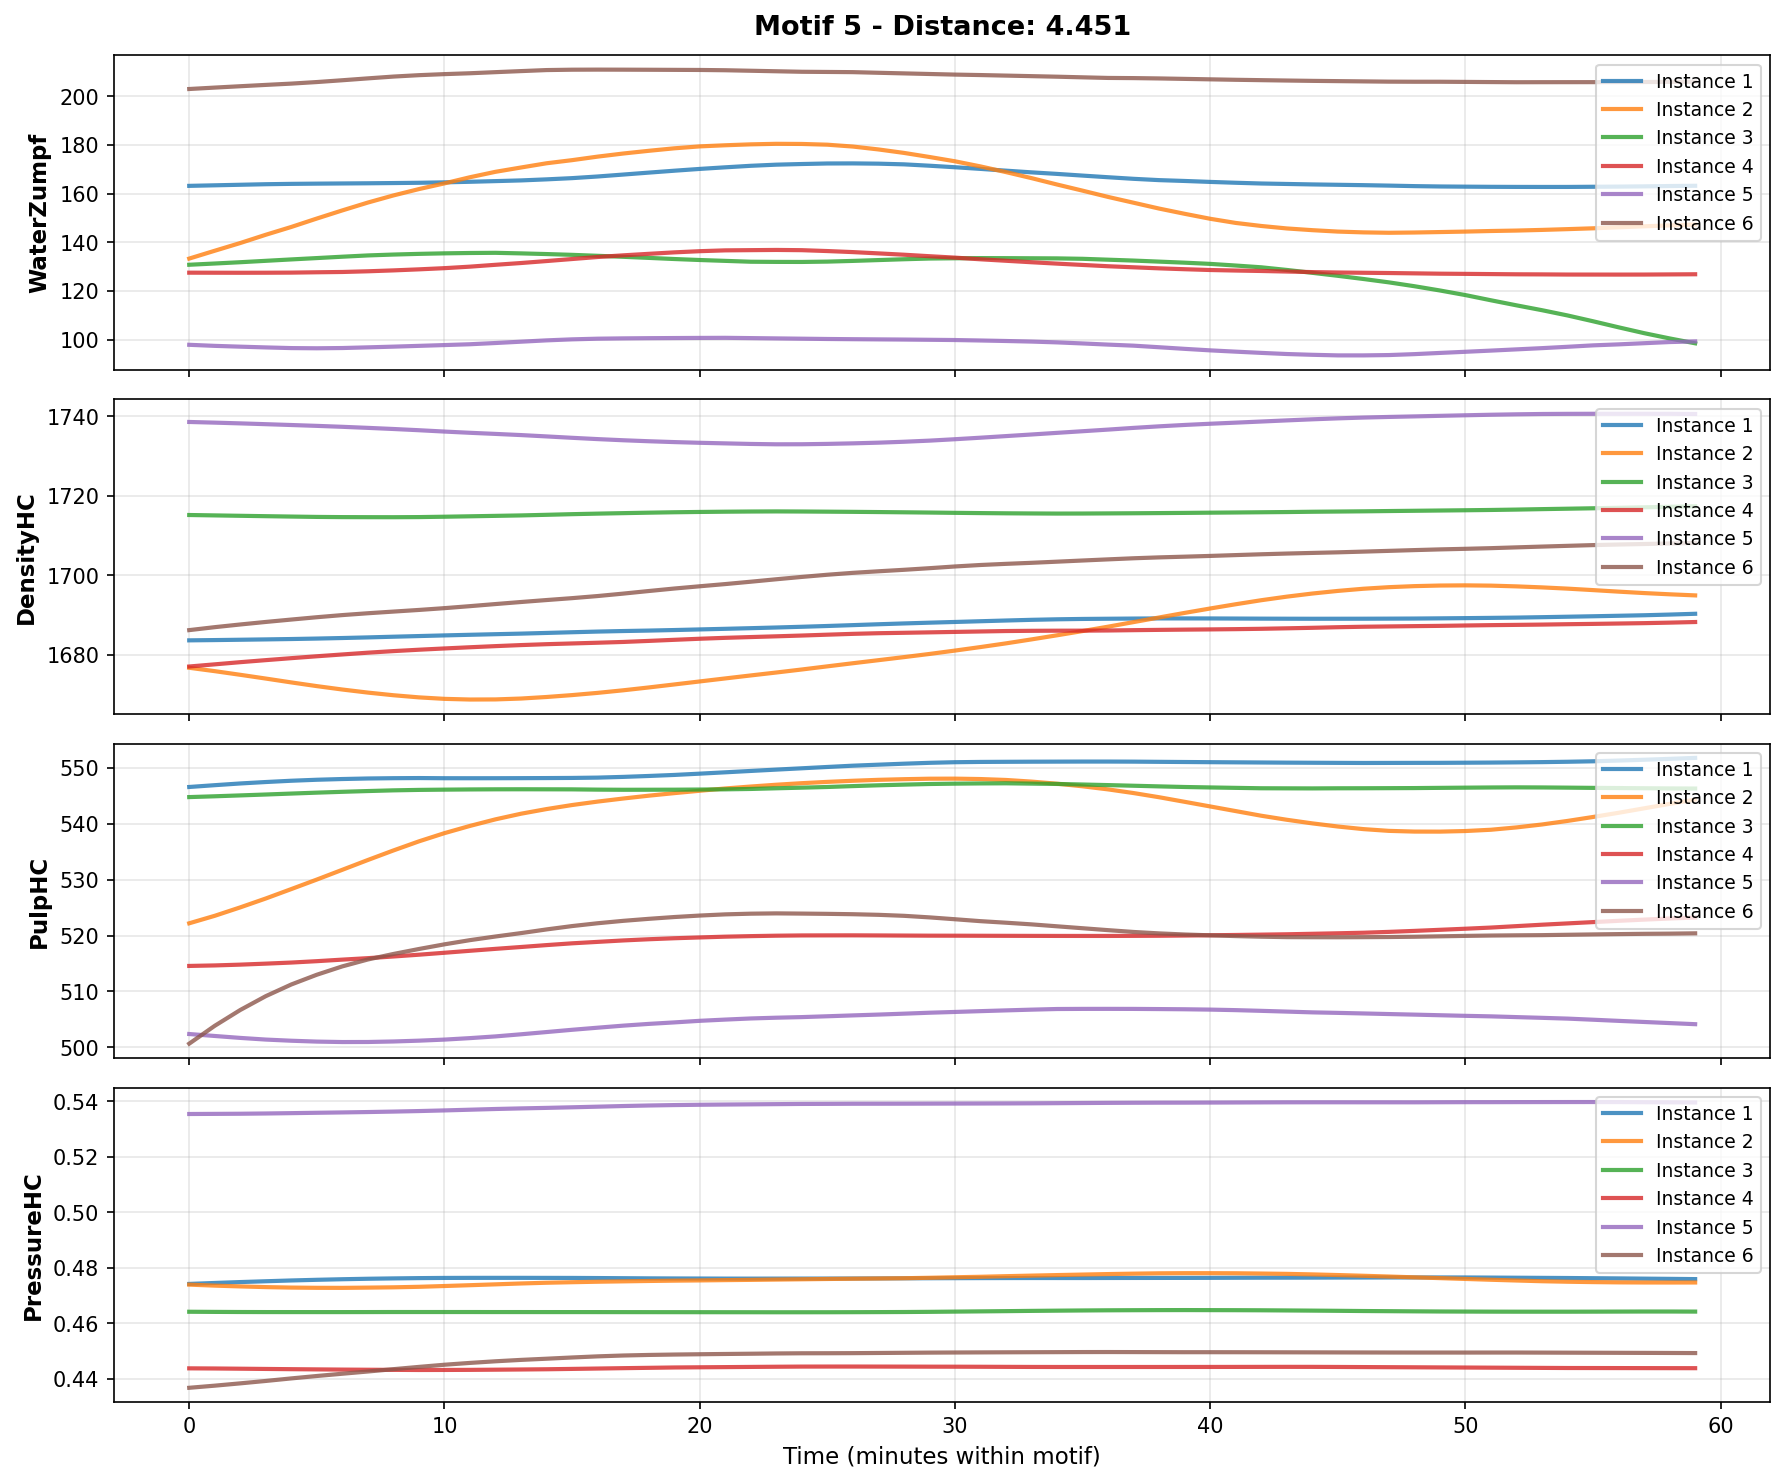 Motif 5 - Distance: 4.451
WaterZumpf
200
180
160
140
120
100
Instance 1
Instance 2
Instance 3
Instance 4
Instance 5
Instance 6
DensityHC
1740
1720
1700
1680
Instance 1
Instance 2
Instance 3
Instance 4
Instance 5
Instance 6
PulpHC
550
540
530
520
510
500
Instance 1
Instance 2
Instance 3
Instance 4
Instance 5
Instance 6
PressureHC
0.54
0.52
0.50
0.48
0.46
0.44
Instance 1
Instance 2
Instance 3
Instance 4
Instance 5
Instance 6
0 10 20 30 40 50 60
Time (minutes within motif)